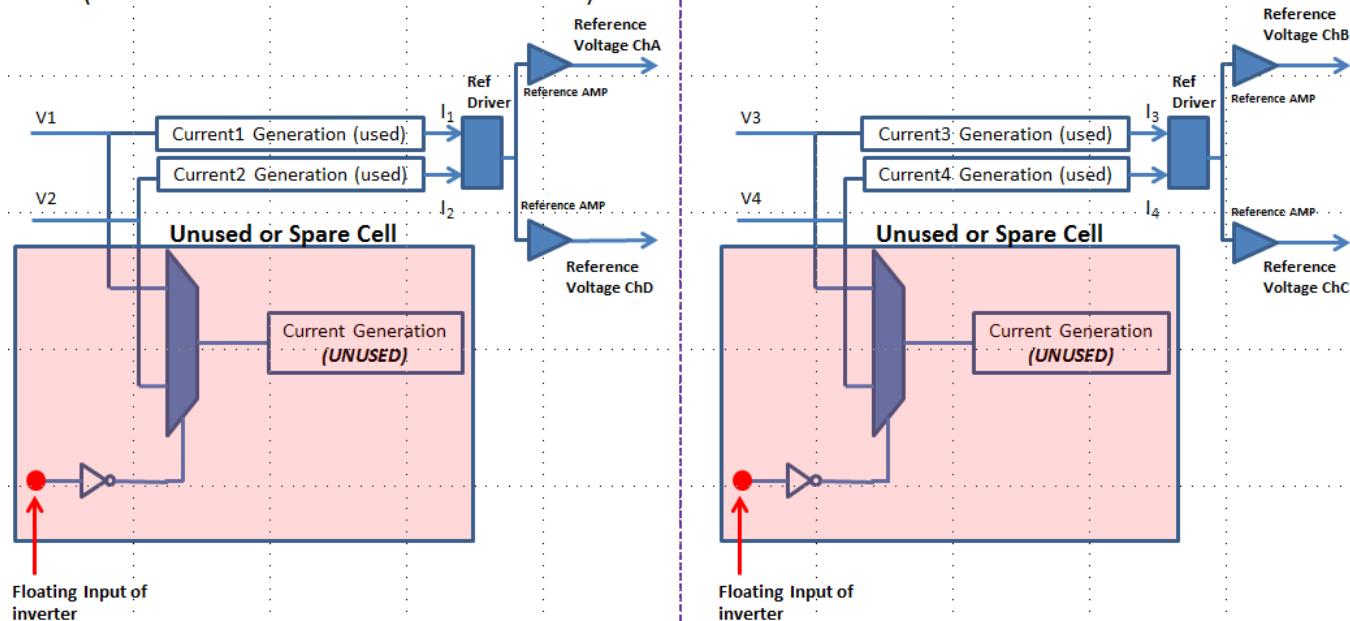 Reference
Voltage ChA
Ref
Driver
Reference AMP
V1
I1
Current1 Generation (used)
Current2 Generation (used)
V2
I2
Reference AMP
Unused or Spare Cell
Reference
Voltage ChD
Current Generation
(UNUSED)
Floating Input of
inverter
Reference
Voltage ChB
Ref
Driver
Reference AMP
V3
I3
Current3 Generation (used)
Current4 Generation (used)
V4
I4
Reference AMP
Unused or Spare Cell
Reference
Voltage ChC
Current Generation
(UNUSED)
Floating Input of
inverter